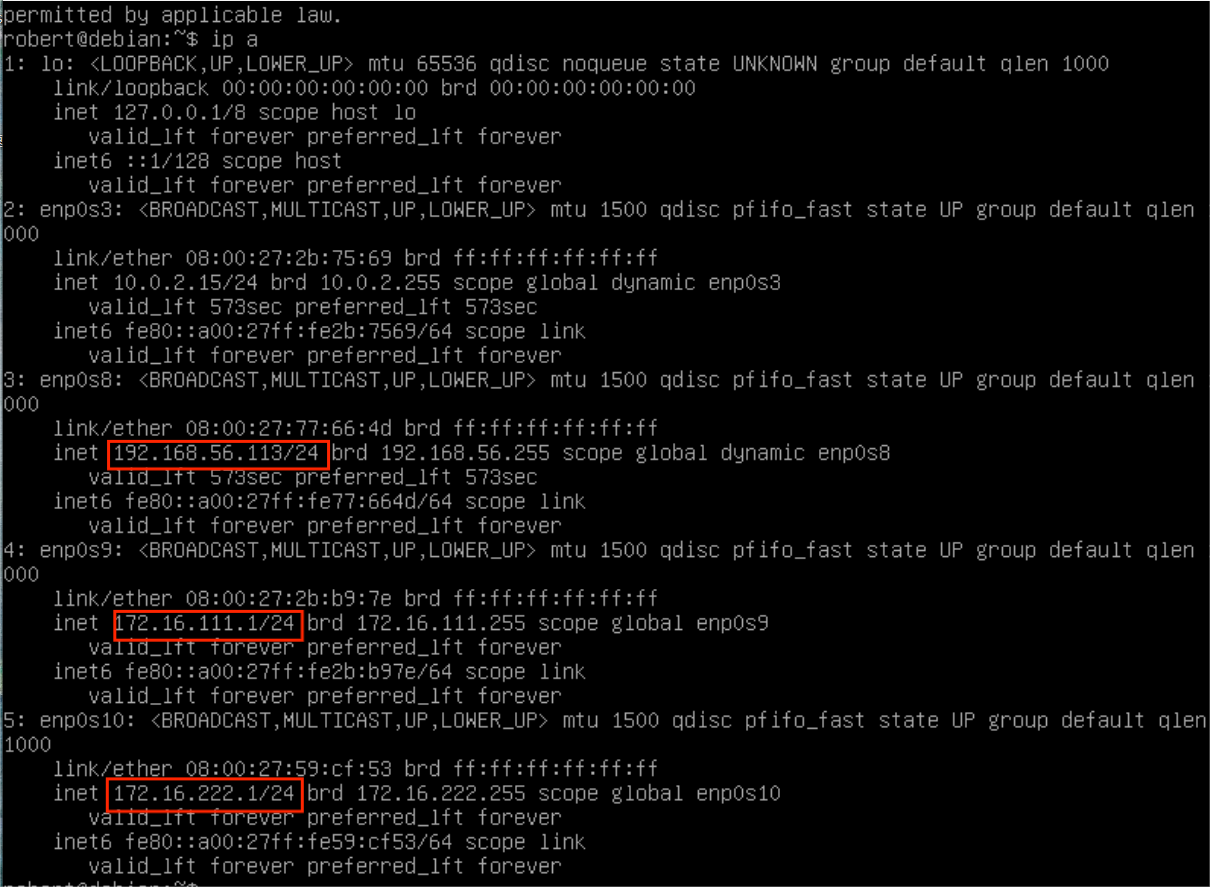 permitted by applicable law.
robert@debian:~$ ip a
1: lo: <LOOPBACK,UP,LOWER_UP> mtu 65536 qdisc noqueue state UNKNOWN group default qlen 1000
    link/loopback 00:00:00:00:00:00 brd 00:00:00:00:00:00
    inet 127.0.0.1/8 scope host lo
       valid_lft forever preferred_lft forever
    inet6 ::1/128 scope host
       valid_lft forever preferred_lft forever
2: enp0s3: <BROADCAST,MULTICAST,UP,LOWER_UP> mtu 1500 qdisc pfifo_fast state UP group default qlen
000
    link/ether 08:00:27:2b:75:69 brd ff:ff:ff:ff:ff:ff
    inet 10.0.2.15/24 brd 10.0.2.255 scope global dynamic enp0s3
       valid_lft 573sec preferred_lft 573sec
    inet6 fe80::a00:27ff:fe2b:7569/64 scope link
       valid_lft forever preferred_lft forever
3: enp0s8: <BROADCAST,MULTICAST,UP,LOWER_UP> mtu 1500 qdisc pfifo_fast state UP group default qlen
000
    link/ether 08:00:27:77:66:4d brd ff:ff:ff:ff:ff:ff
    inet 192.168.56.113/24 brd 192.168.56.255 scope global dynamic enp0s8
       valid_lft 573sec preferred_lft 573sec
    inet6 fe80::a00:27ff:fe77:664d/64 scope link
       valid_lft forever preferred_lft forever
4: enp0s9: <BROADCAST,MULTICAST,UP,LOWER_UP> mtu 1500 qdisc pfifo_fast state UP group default qlen
000
    link/ether 08:00:27:2b:b9:7e brd ff:ff:ff:ff:ff:ff
    inet 172.16.111.1/24 brd 172.16.111.255 scope global enp0s9
       valid_lft forever preferred_lft forever
    inet6 fe80::a00:27ff:fe2b:b97e/64 scope link
       valid_lft forever preferred_lft forever
5: enp0s10: <BROADCAST,MULTICAST,UP,LOWER_UP> mtu 1500 qdisc pfifo_fast state UP group default qlen
1000
    link/ether 08:00:27:59:cf:53 brd ff:ff:ff:ff:ff:ff
    inet 172.16.222.1/24 brd 172.16.222.255 scope global enp0s10
       valid_lft forever preferred_lft forever
    inet6 fe80::a00:27ff:fe59:cf53/64 scope link
       valid_lft forever preferred_lft forever